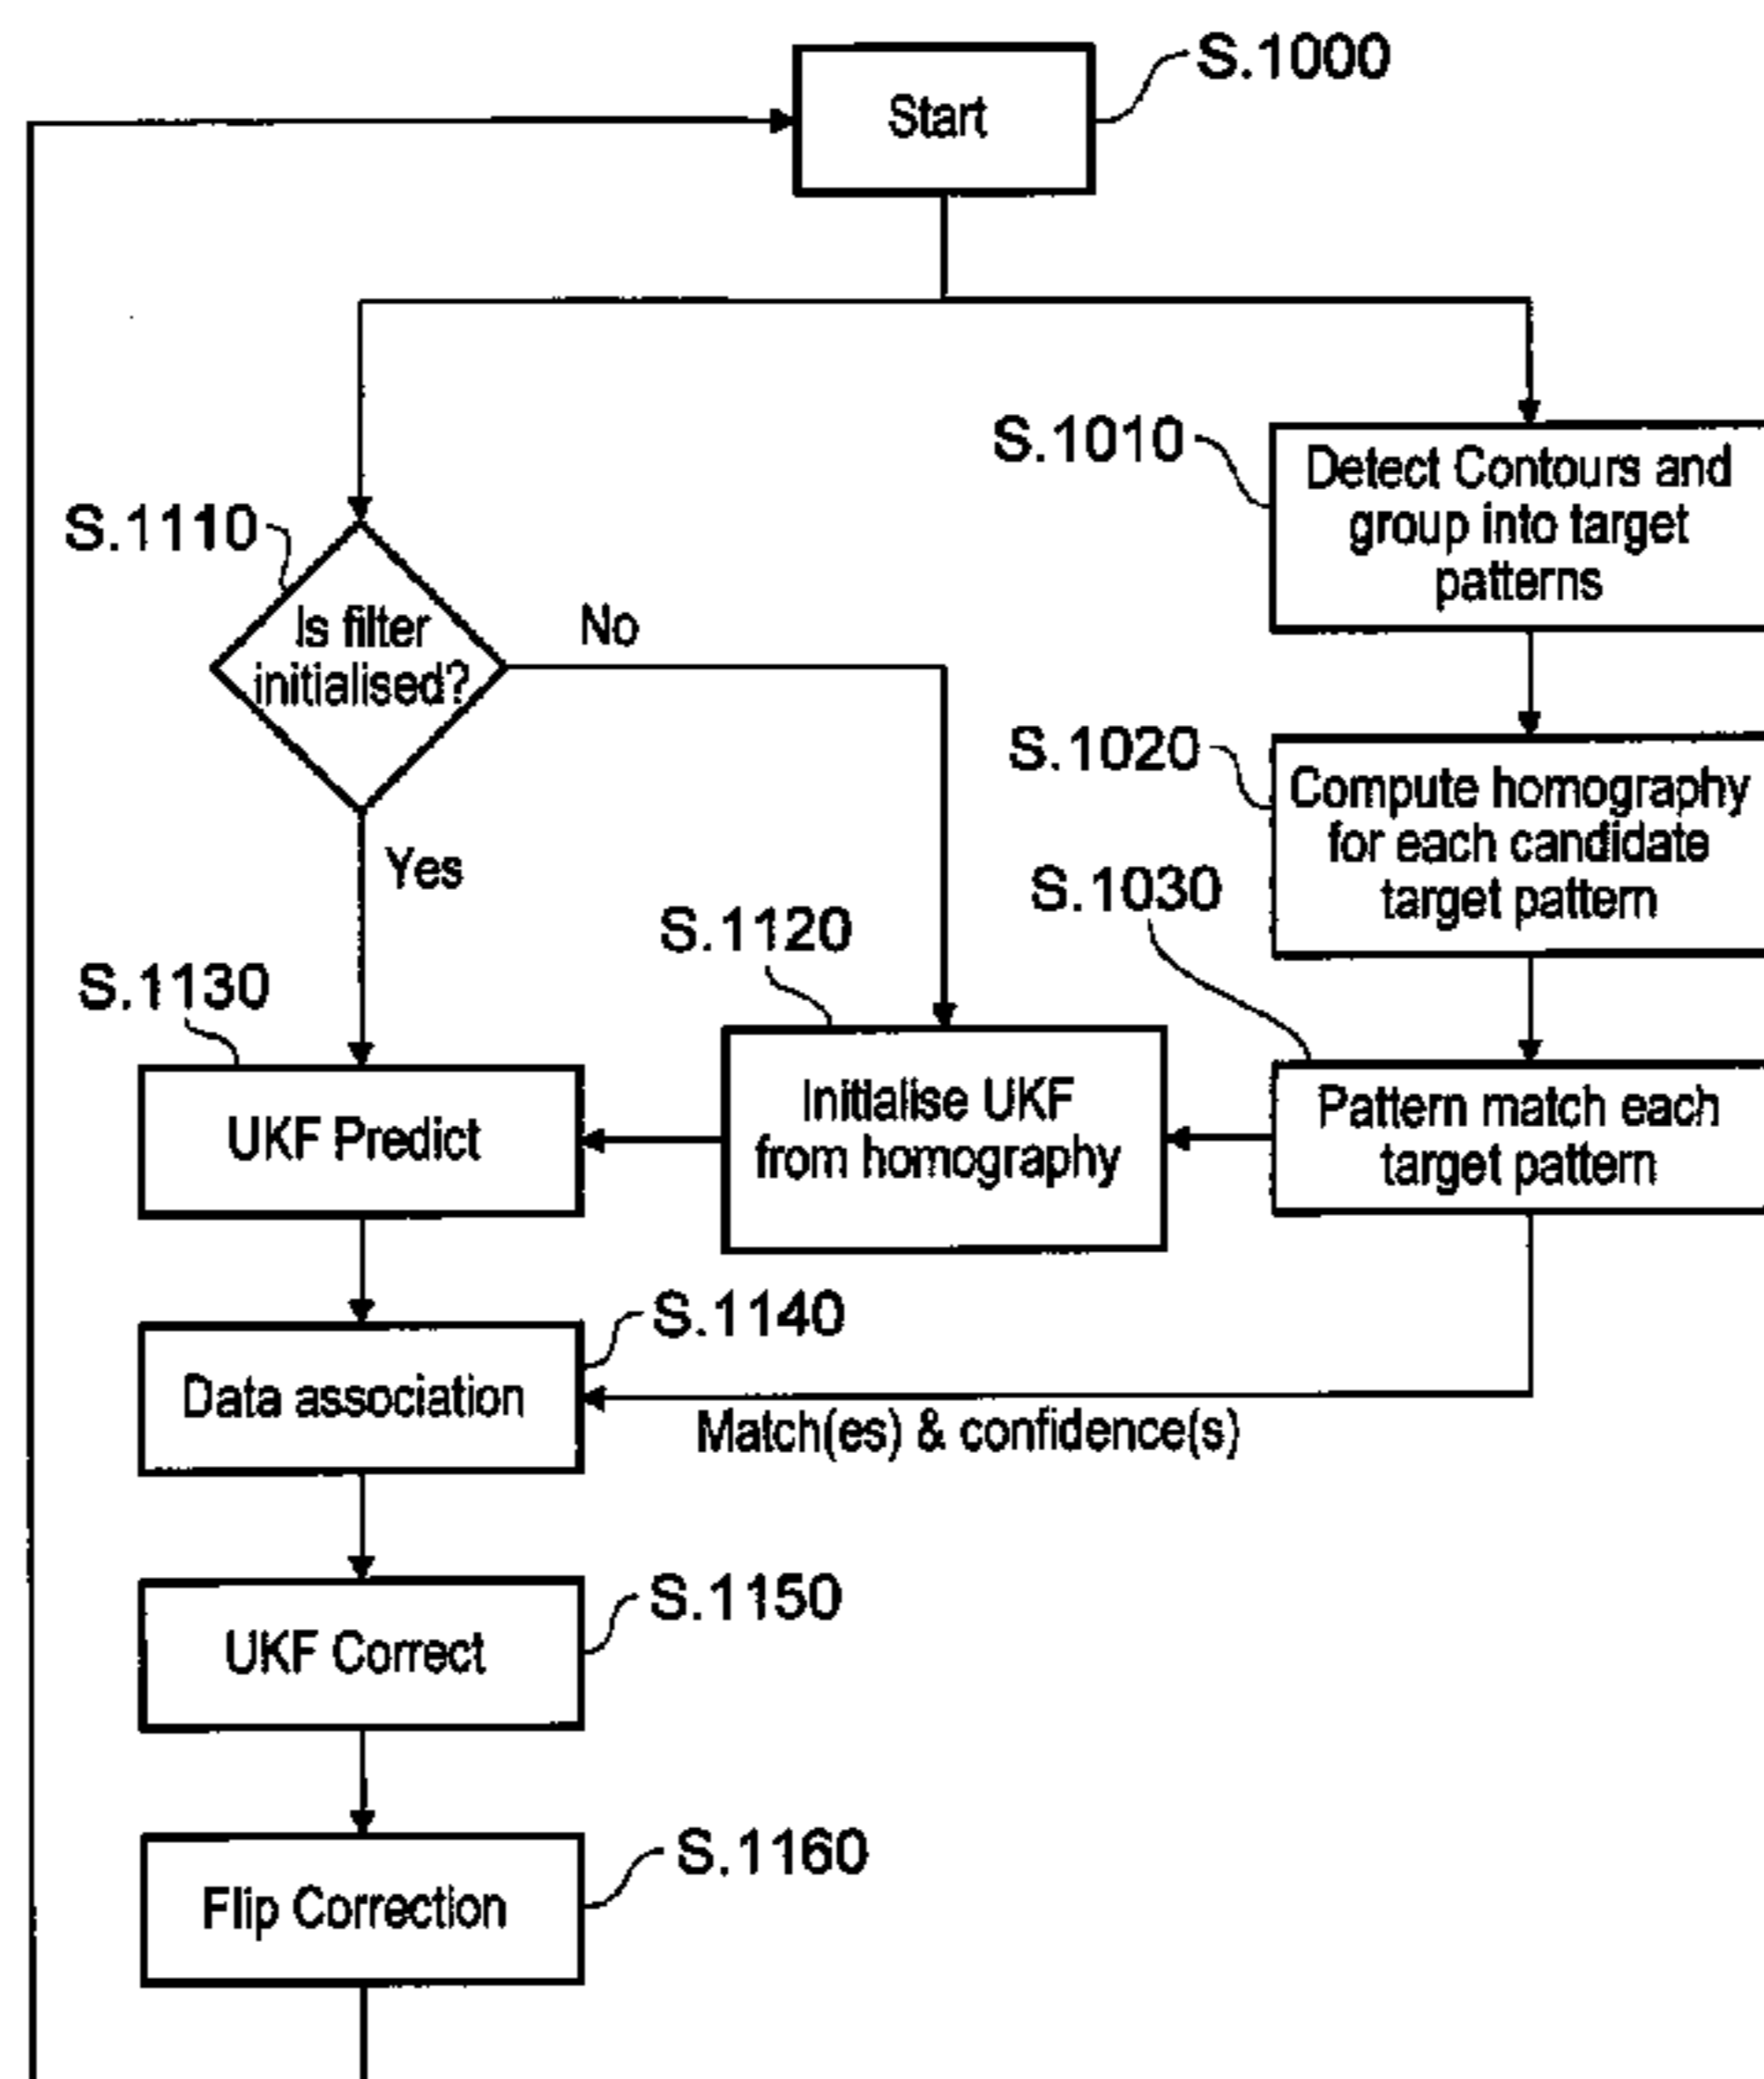 S.1000
Start
S.1010
Detect Contours and
group into target
patterns
S.1110
Is filter
initialised?
No
Yes
S.1020
Compute homography
for each candidate
target pattern
S.1030
Pattern match each
target pattern
S.1120
Initialise UKF
from homography
S.1130
UKF Predict
S.1140
Data association
Match(es) & confidence(s)
S.1150
UKF Correct
S.1160
Flip Correction